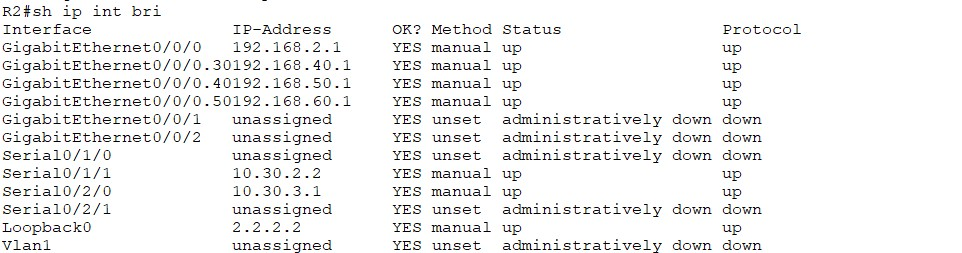 R2#sh ip int bri
Interface              IP-Address      OK? Method Status                Protocol
GigabitEthernet0/0/0   192.168.2.1     YES manual up                    up
GigabitEthernet0/0/0.30192.168.40.1    YES manual up                    up
GigabitEthernet0/0/0.40192.168.50.1    YES manual up                    up
GigabitEthernet0/0/0.50192.168.60.1    YES manual up                    up
GigabitEthernet0/0/1   unassigned      YES unset  administratively down down
GigabitEthernet0/0/2   unassigned      YES unset  administratively down down
Serial0/1/0            unassigned      YES unset  administratively down down
Serial0/1/1            10.30.2.2       YES manual up                    up
Serial0/2/0            10.30.3.1       YES manual up                    up
Serial0/2/1            unassigned      YES unset  administratively down down
Loopback0              2.2.2.2         YES manual up                    up
Vlan1                  unassigned      YES unset  administratively down down